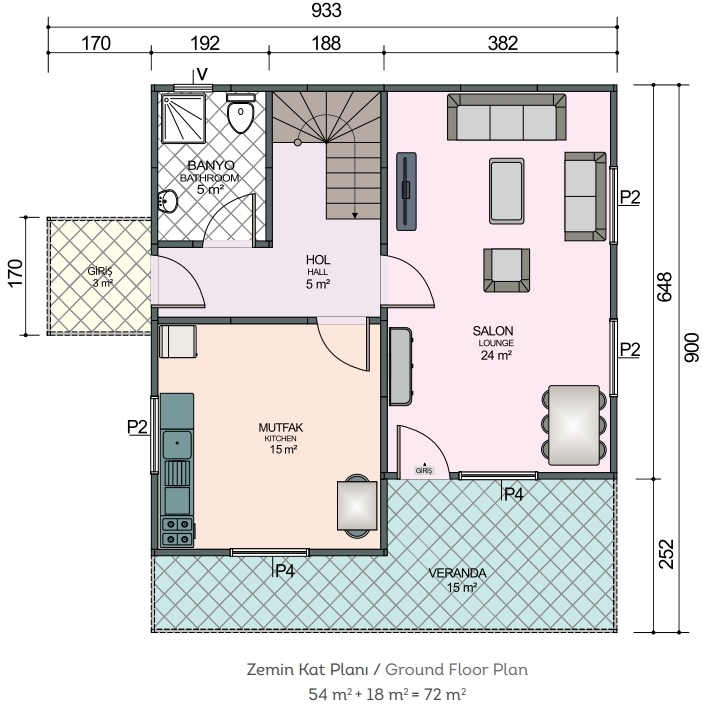 933
170 192 188 382
V
BANYO
BATHROOM
5 m²
P2
170
GİRİŞ
3 m²
HOL
HALL
5 m²
648
900
SALON
LOUNGE
24 m²
P2
P2
MUTFAK
KITCHEN
15 m²
GİRİŞ
P4
252
P4
VERANDA
15 m²
Zemin Kat Planı / Ground Floor Plan
54 m² + 18 m² = 72 m²